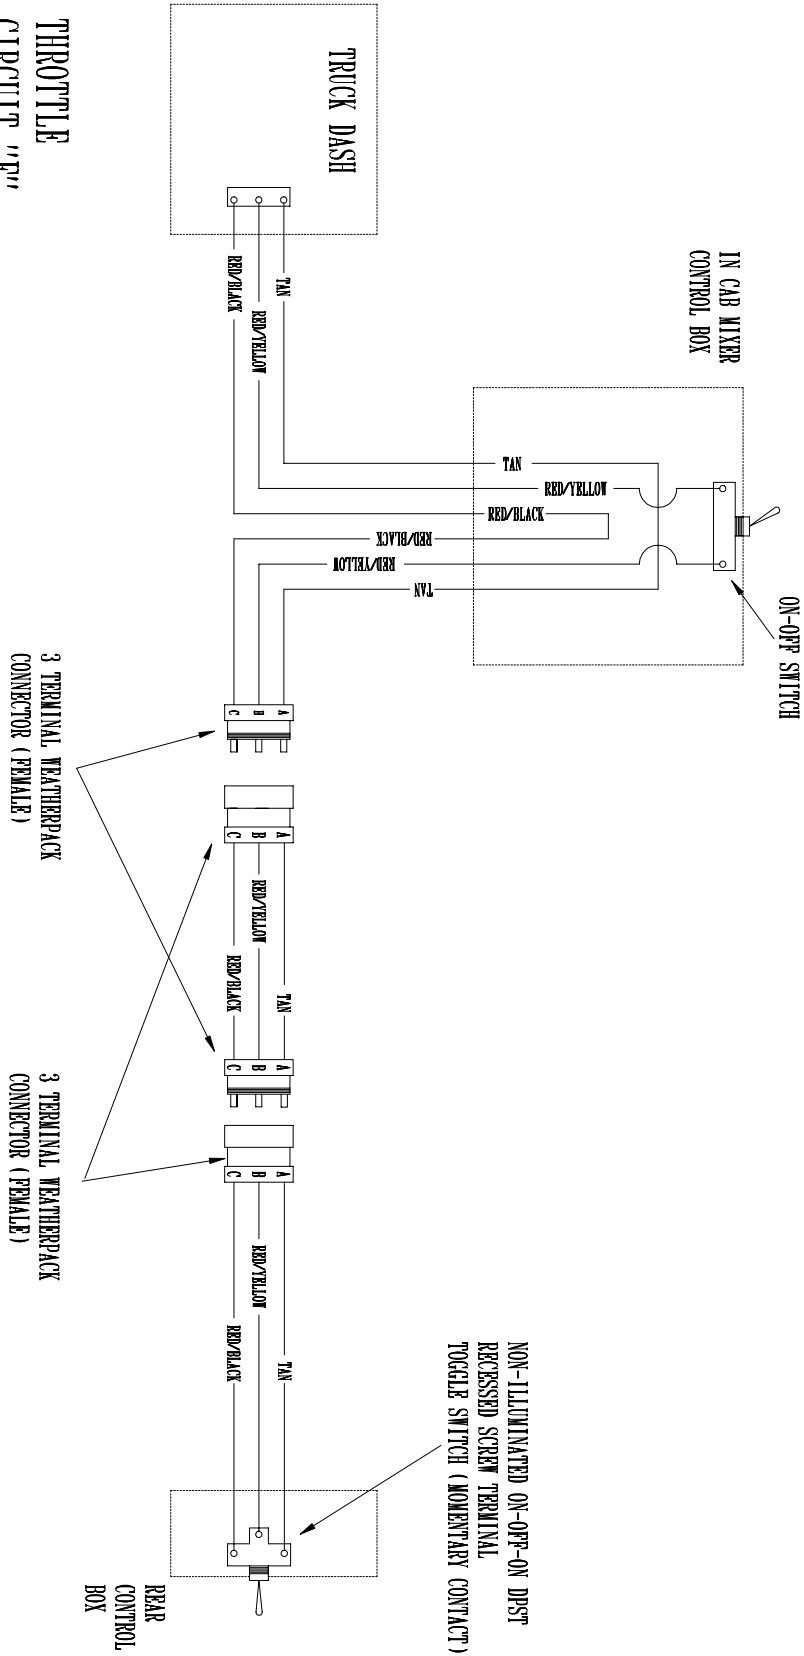 ON-OFF SWITCH
IN CAB MIXER
CONTROL BOX
TAN
RED/YELLOW
RED/BLACK
RED/BLACK
RED/YELLOW
TAN
NON-ILLUMINATED ON-OFF-ON DPST
RECESSED SCREW TERMINAL
TOGGLE SWITCH (MOMENTARY CONTACT)
TRUCK DASH
TAN
RED/YELLOW
RED/BLACK
A
B
C
A
B
C
TAN
RED/YELLOW
RED/BLACK
A
B
C
A
B
C
TAN
RED/YELLOW
RED/BLACK
REAR
CONTROL
BOX
3 TERMINAL WEATHERPACK
CONNECTOR (FEMALE)
3 TERMINAL WEATHERPACK
CONNECTOR (FEMALE)
THROTTLE
CIRCUIT